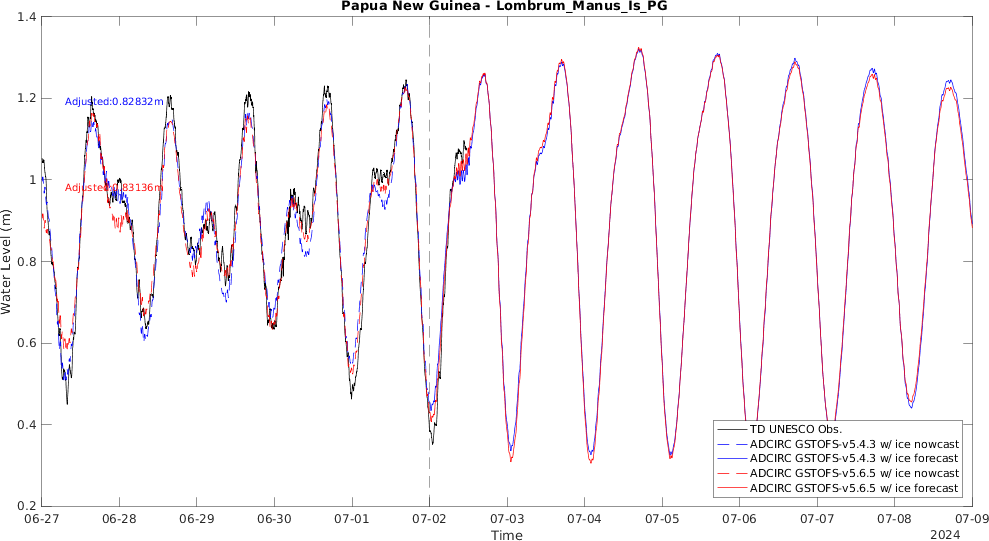 Papua New Guinea - Lombrum_Manus_Is_PG
1.4
1.2
1
0.8
0.6
0.4
0.2
Water Level (m)
Adjusted:0.82832m
Adjusted:0.83136m
TD UNESCO Obs.
ADCIRC GSTOFS-v5.4.3 w/ ice nowcast
ADCIRC GSTOFS-v5.4.3 w/ ice forecast
ADCIRC GSTOFS-v5.6.5 w/ ice nowcast
ADCIRC GSTOFS-v5.6.5 w/ ice forecast
06-27 06-28 06-29 06-30 07-01 07-02 07-03 07-04 07-05 07-06 07-07 07-08 07-09
Time
2024